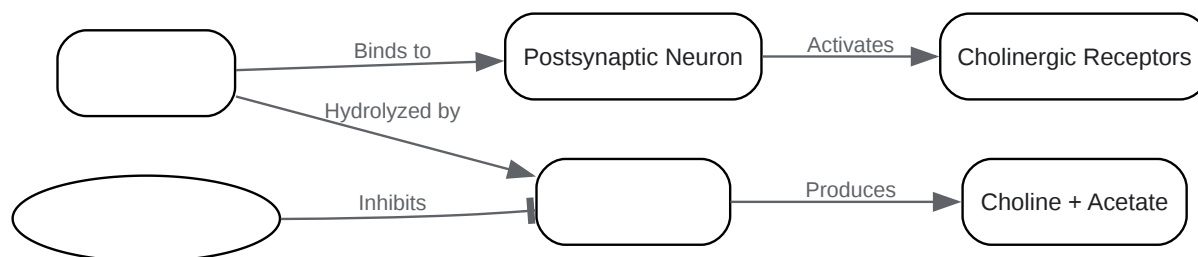 Binds to
Postsynaptic Neuron
Activates
Cholinergic Receptors
Hydrolyzed by
Inhibits
Produces
Choline + Acetate